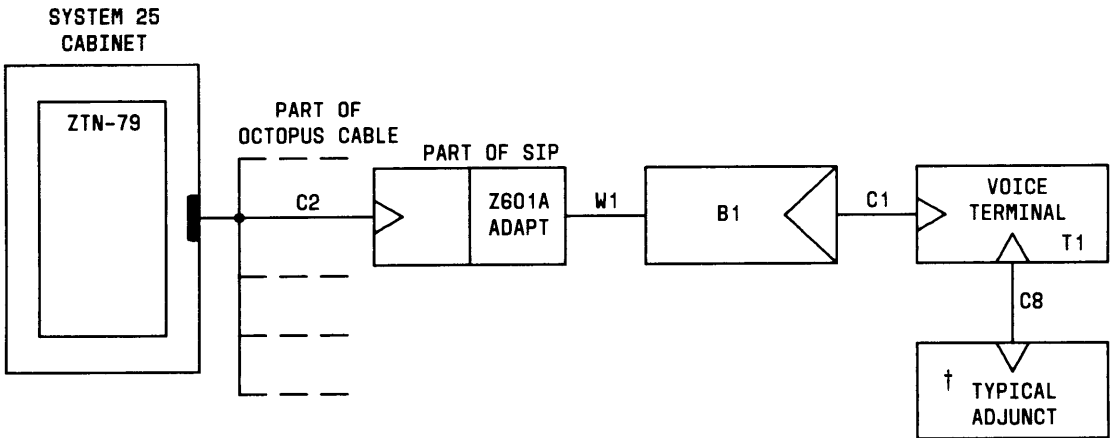 SYSTEM 25
CABINET
ZTN-79
PART OF
OCTOPUS CABLE
C2
PART OF SIP
Z601A
ADAPT
W1
B1
C1
VOICE
TERMINAL
T1
C8
†
TYPICAL
ADJUNCT